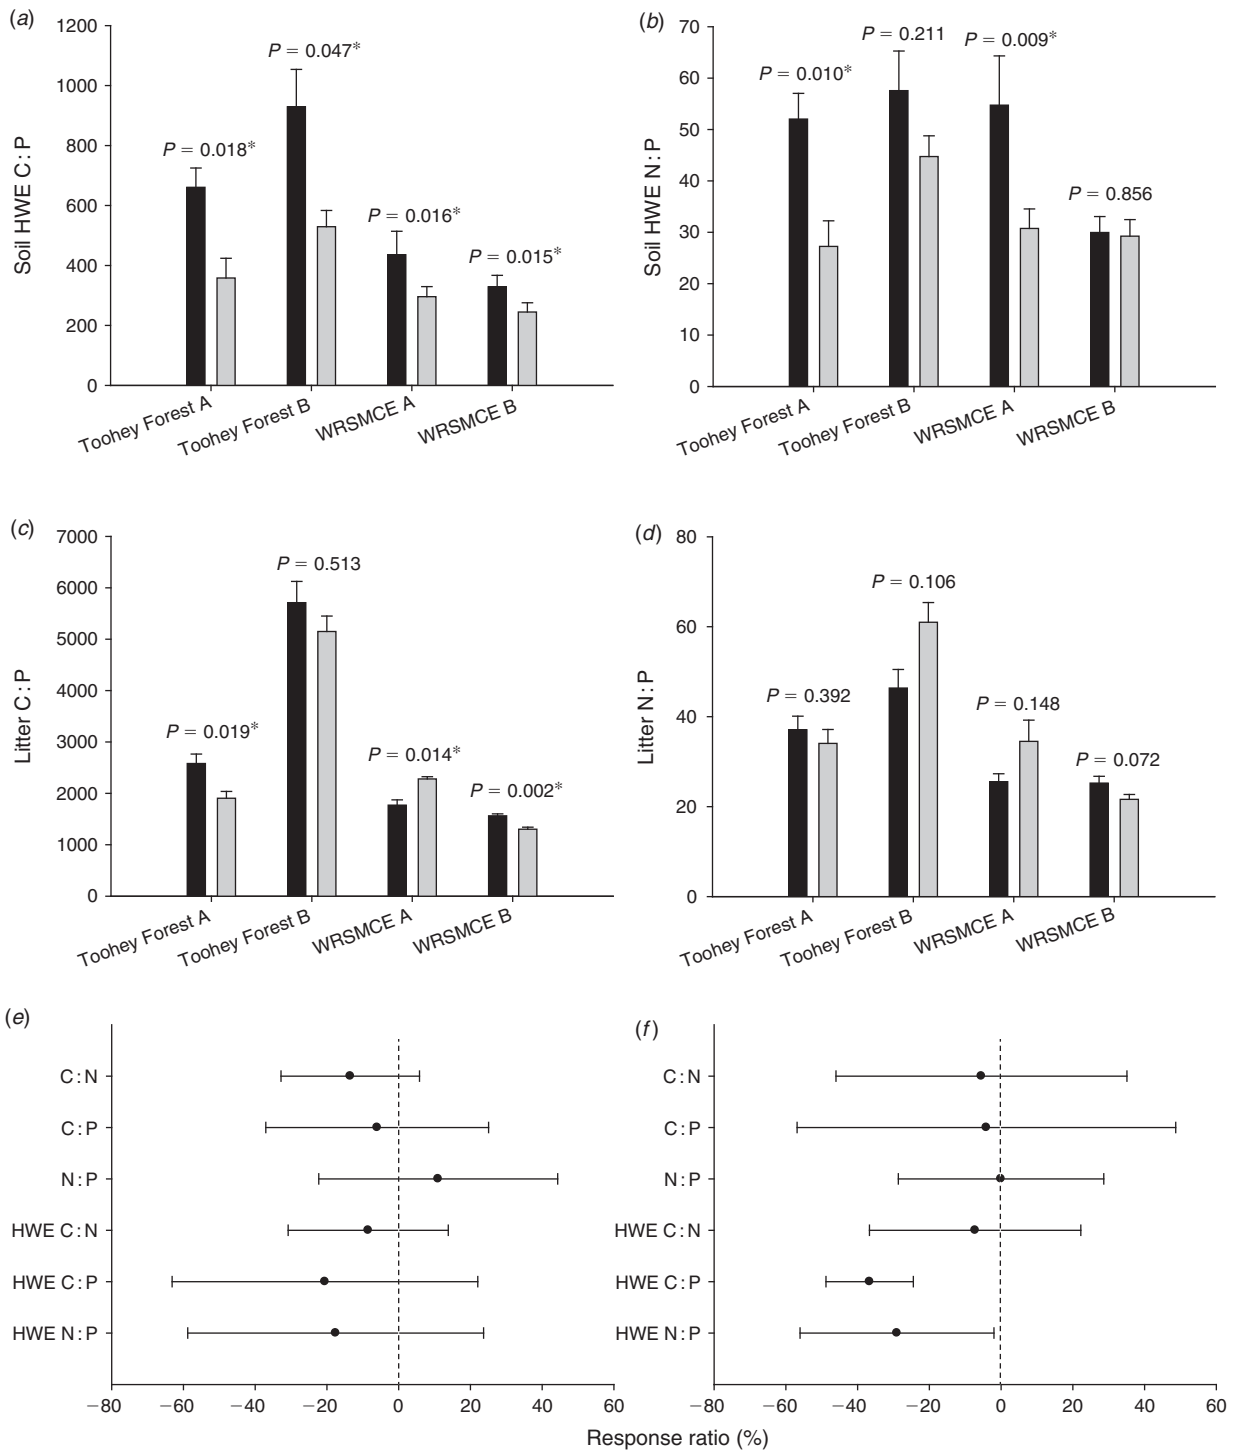 (a)
1200
1000
800
600
400
200
0
Soil HWE C:P
P = 0.018*
P = 0.047*
P = 0.016*
P = 0.015*
Toohey Forest A
Toohey Forest B
WRSMCE A
WRSMCE B
(b)
70
60
50
40
30
20
10
0
Soil HWE N:P
P = 0.010*
P = 0.211
P = 0.009*
P = 0.856
Toohey Forest A
Toohey Forest B
WRSMCE A
WRSMCE B
(c)
7000
6000
5000
4000
3000
2000
1000
0
Litter C:P
P = 0.019*
P = 0.513
P = 0.014*
P = 0.002*
Toohey Forest A
Toohey Forest B
WRSMCE A
WRSMCE B
(d)
80
60
40
20
0
Litter N:P
P = 0.392
P = 0.106
P = 0.148
P = 0.072
Toohey Forest A
Toohey Forest B
WRSMCE A
WRSMCE B
(e)
C:N
C:P
N:P
HWE C:N
HWE C:P
HWE N:P
−80 −60 −40 −20 0 20 40 60
(f)
C:N
C:P
N:P
HWE C:N
HWE C:P
HWE N:P
−80 −60 −40 −20 0 20 40 60
Response ratio (%)